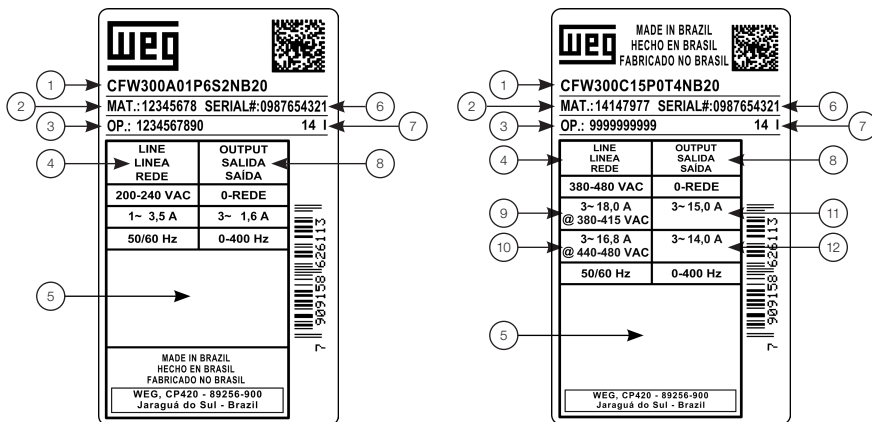 weg
1
CFW300A01P6S2NB20
2
MAT.:12345678 SERIAL#:0987654321
6
3
OP.: 1234567890 14 I
7
4
LINE
LINEA
REDE
OUTPUT
SALIDA
SAÍDA
8
200-240 VAC 0-REDE
1~ 3,5 A 3~ 1,6 A
50/60 Hz 0-400 Hz
5
7 909158 626113
MADE IN BRAZIL
HECHO EN BRASIL
FABRICADO NO BRASIL
WEG, CP420 - 89256-900
Jaraguá do Sul - Brazil
weg
MADE IN BRAZIL
HECHO EN BRASIL
FABRICADO NO BRASIL
1
CFW300C15P0T4NB20
2
MAT.:14147977 SERIAL#:0987654321
6
3
OP.: 9999999999 14 I
7
4
LINE
LINEA
REDE
OUTPUT
SALIDA
SAÍDA
8
380-480 VAC 0-REDE
9
3~ 18,0 A
@ 380-415 VAC
3~ 15,0 A
11
10
3~ 16,8 A
@ 440-480 VAC
3~ 14,0 A
12
50/60 Hz 0-400 Hz
5
7 909158 626113
WEG, CP420 - 89256-900
Jaraguá do Sul - Brazil